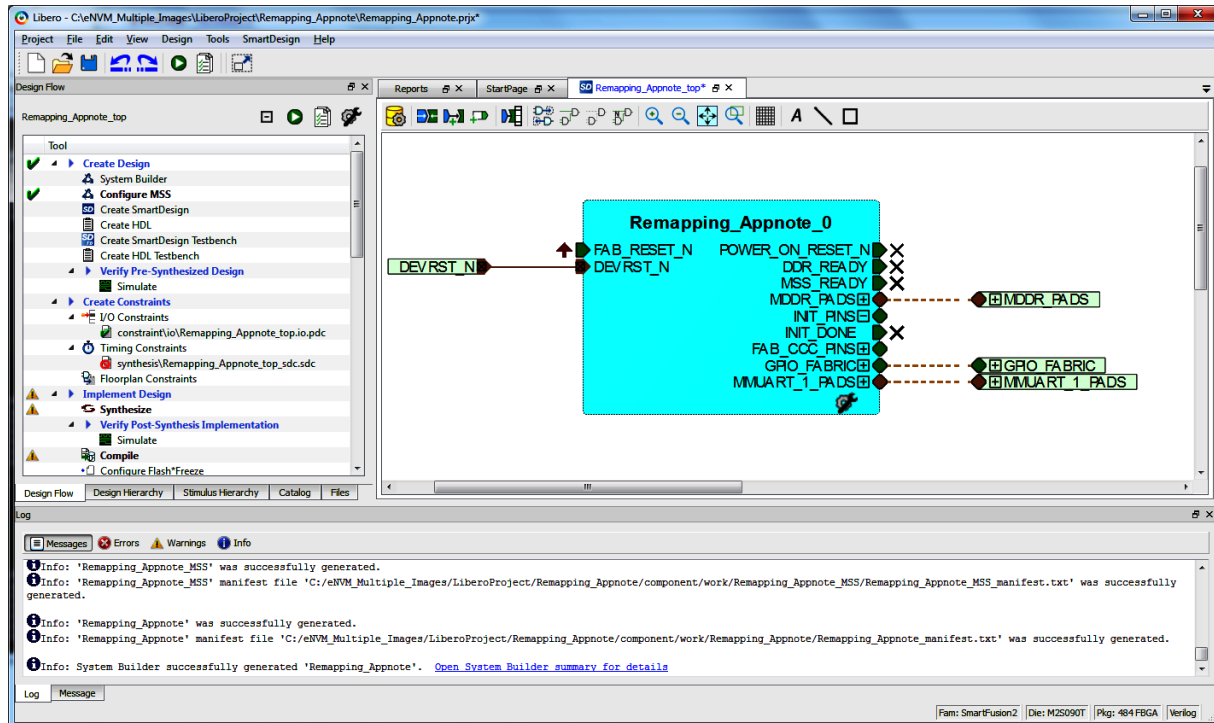 Libero - C:\eNVM_Multiple_Images\LiberoProject\Remapping_Appnote\Remapping_Appnote.prjx*
Project File Edit View Design Tools SmartDesign Help
Design Flow
Reports StartPage SD Remapping_Appnote_top*
Remapping_Appnote_top
A
Tool
Create Design
System Builder
Configure MSS
SD Create SmartDesign
Create HDL
Create SmartDesign Testbench
Create HDL Testbench
Verify Pre-Synthesized Design
Simulate
Create Constraints
I/O Constraints
constraint\io\Remapping_Appnote_top.io.pdc
Timing Constraints
synthesis\Remapping_Appnote_top_sdc.sdc
Floorplan Constraints
Implement Design
Synthesize
Verify Post-Synthesis Implementation
Simulate
Compile
Configure Flash*Freeze
Remapping_Appnote_0
FAB_RESET_N POWER_ON_RESET_N
DEVRST_N DEVRST_N DDR_READY
MSS_READY
MDDR_PADS MDDR_PADS
INIT_PINS
INIT_DONE
FAB_CCC_PINS
GPIO_FABRIC GPIO_FABRIC
MMUART_1_PADS MMUART_1_PADS
Design Flow Design Hierarchy Stimulus Hierarchy Catalog Files
Log
Messages Errors Warnings Info
Info: 'Remapping_Appnote_MSS' was successfully generated.
Info: 'Remapping_Appnote_MSS' manifest file 'C:/eNVM_Multiple_Images/LiberoProject/Remapping_Appnote/component/work/Remapping_Appnote_MSS/Remapping_Appnote_MSS_manifest.txt' was successfully
generated.
Info: 'Remapping_Appnote' was successfully generated.
Info: 'Remapping_Appnote' manifest file 'C:/eNVM_Multiple_Images/LiberoProject/Remapping_Appnote/component/work/Remapping_Appnote/Remapping_Appnote_manifest.txt' was successfully generated.
Info: System Builder successfully generated 'Remapping_Appnote'. Open System Builder summary for details
Log Message
Fam: SmartFusion2 Die: M2S090T Pkg: 484 FBGA Verilog